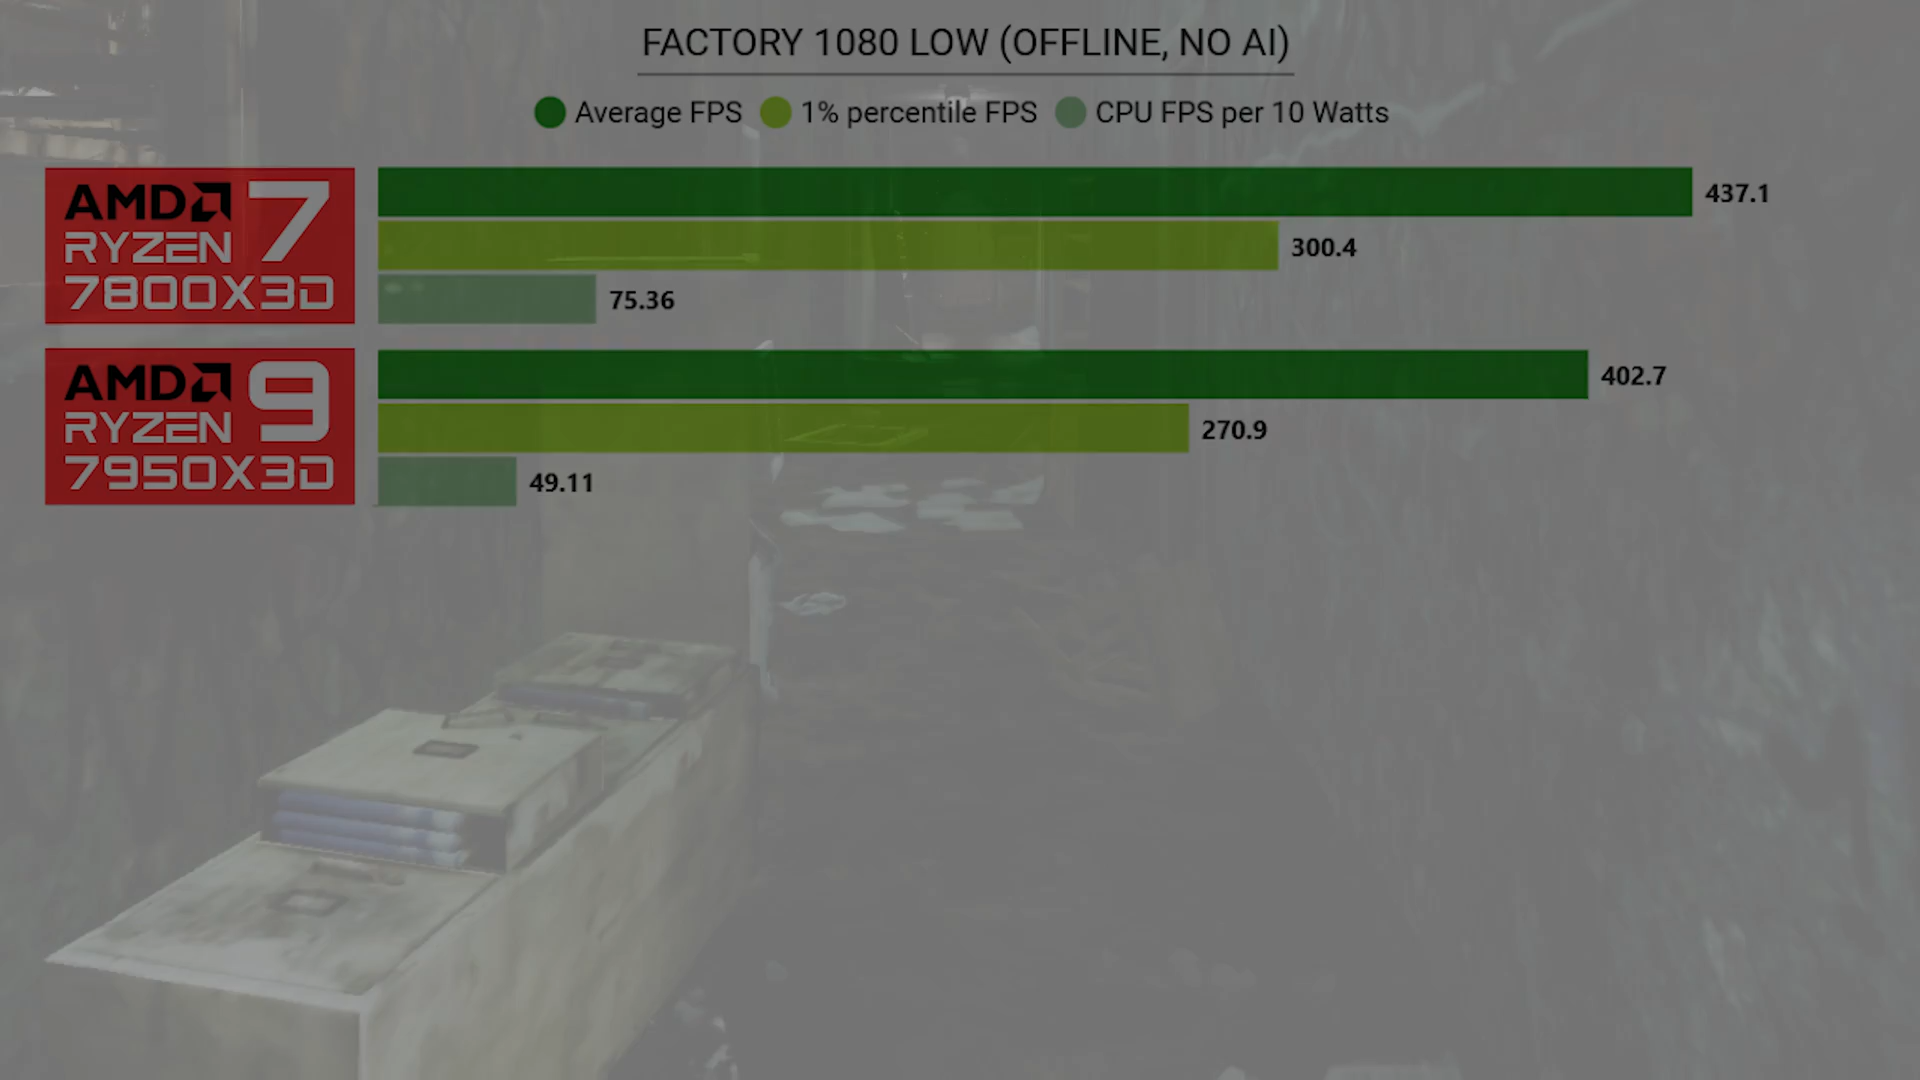 FACTORY 1080 LOW (OFFLINE, NO AI)
Average FPS 1% percentile FPS CPU FPS per 10 Watts
AMD 7
RYZEN
7800X3D
437.1
300.4
75.36
AMD 9
RYZEN
7950X3D
402.7
270.9
49.11